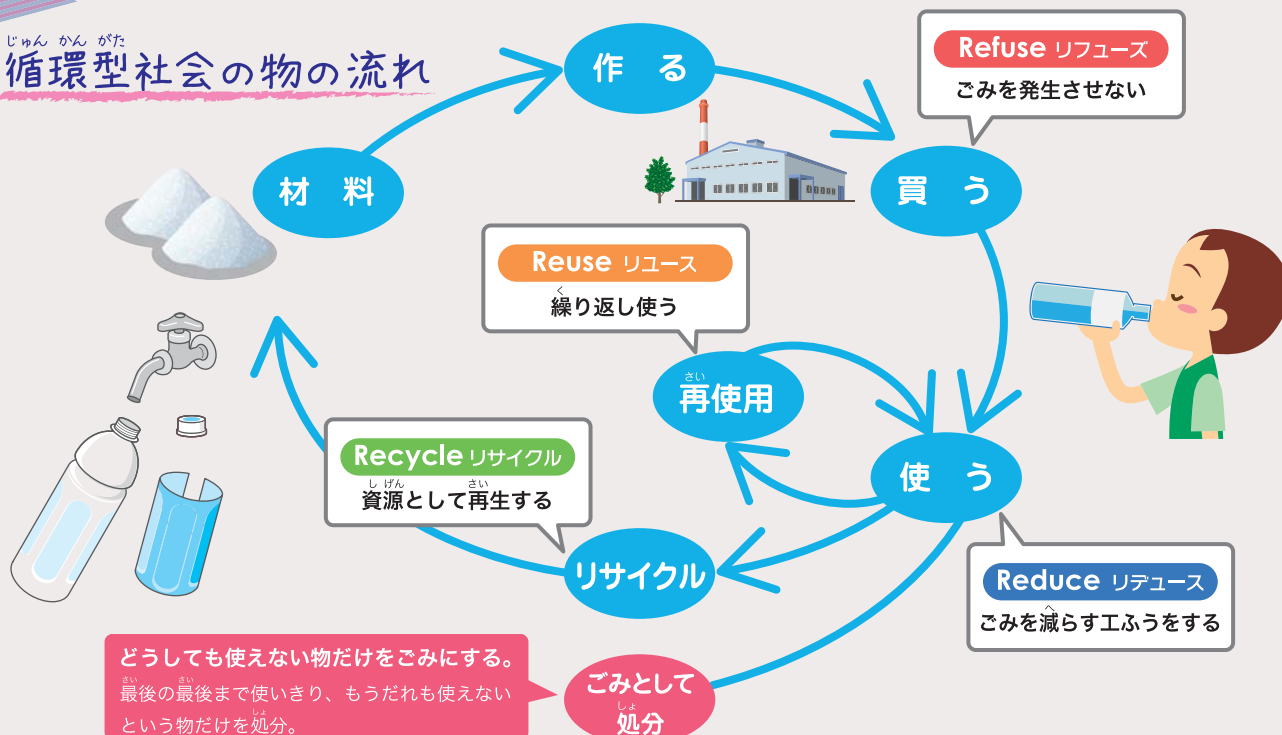 じゅん かん がた
循環型社会の物の流れ
作 る
Refuse リフューズ
ごみを発生させない
材 料
買 う
Reuse リユース
く
繰り返し使う
さい
再使用
Recycle リサイクル
し げん さい
資源として再生する
使 う
リサイクル
Reduce リデュース
へ
ごみを減らす工ふうをする
どうしても使えない物だけをごみにする。
さい さい
最後の最後まで使いきり、もうだれも使えない
しょ
という物だけを処分。
ごみとして
しょ
処分